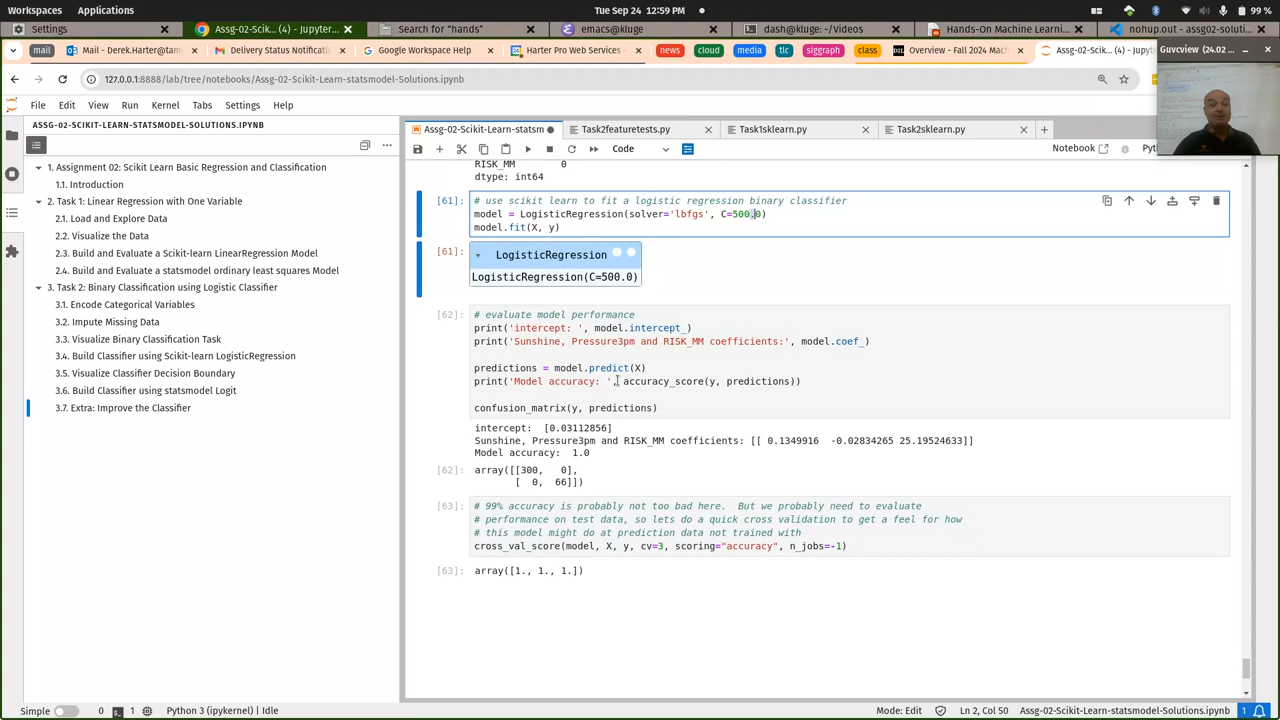 Workspaces Applications Tue Sep 24 12:59 PM 99 %
Settings Assg-02-Scik... (4) - Jupyter Search for "hands" emacs@kluge dash@kluge: ~/Videos Hands-On Machine Learning nohup.out - assg02-soluti
mail Mail - Derek.Harter@tam Delivery Status Notificati Google Workspace Help Harter Pro Web Services - news cloud media tlc siggraph class Overview - Fall 2024 Mach Assg-02-Sc... (4) - Jupyte Guvcview (24.02
127.0.0.1:8888/lab/tree/notebooks/Assg-02-Scikit-Learn-statsmodel-Solutions.ipynb
File Edit View Run Kernel Tabs Settings Help
ASSG-02-SCIKIT-LEARN-STATSMODEL-SOLUTIONS.IPYNB
1. Assignment 02: Scikit Learn Basic Regression and Classification
1.1. Introduction
2. Task 1: Linear Regression with One Variable
2.1. Load and Explore Data
2.2. Visualize the Data
2.3. Build and Evaluate a Scikit-learn LinearRegression Model
2.4. Build and Evaluate a statsmodel ordinary least squares Model
3. Task 2: Binary Classification using Logistic Classifier
3.1. Encode Categorical Variables
3.2. Impute Missing Data
3.3. Visualize Binary Classification Task
3.4. Build Classifier using Scikit-learn LogisticRegression
3.5. Visualize Classifier Decision Boundary
3.6. Build Classifier using statsmodel Logit
3.7. Extra: Improve the Classifier
Assg-02-Scikit-Learn-statsm Task2featuretests.py Task1sklearn.py Task2sklearn.py
Code Notebook Pyt
RISK_MM 0
dtype: int64
[61]: # use scikit learn to fit a logistic regression binary classifier
model = LogisticRegression(solver='lbfgs', C=500.0)
model.fit(X, y)
[61]: LogisticRegression
LogisticRegression(C=500.0)
[62]: # evaluate model performance
print('intercept: ', model.intercept_)
print('Sunshine, Pressure3pm and RISK_MM coefficients:', model.coef_)
predictions = model.predict(X)
print('Model accuracy: ', accuracy_score(y, predictions))
confusion_matrix(y, predictions)
intercept: [0.03112856]
Sunshine, Pressure3pm and RISK_MM coefficients: [[ 0.1349916 -0.02834265 25.19524633]]
Model accuracy: 1.0
[62]: array([[300, 0],
[ 0, 66]])
[63]: # 99% accuracy is probably not too bad here. But we probably need to evaluate
# performance on test data, so lets do a quick cross validation to get a feel for how
# this model might do at prediction data not trained with
cross_val_score(model, X, y, cv=3, scoring="accuracy", n_jobs=-1)
[63]: array([1., 1., 1.])
Simple 0 1 Python 3 (ipykernel) | Idle Mode: Edit Ln 2, Col 50 Assg-02-Scikit-Learn-statsmodel-Solutions.ipynb 1